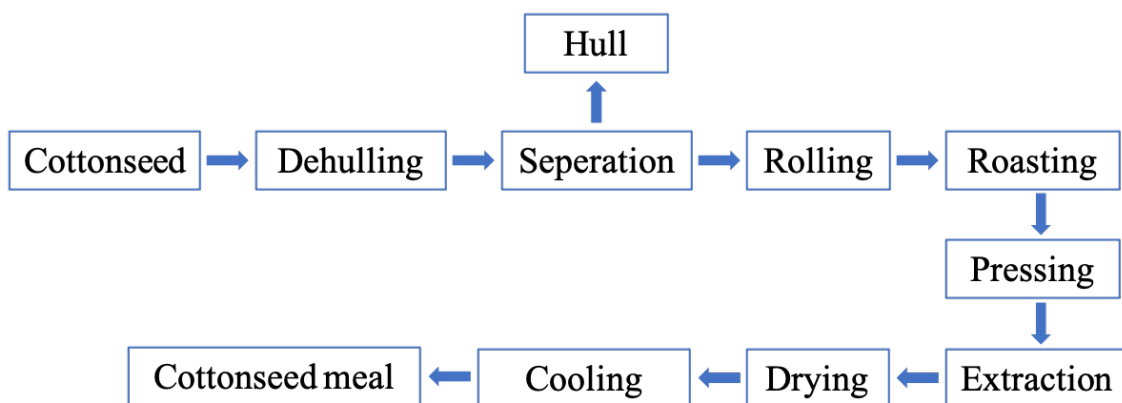 Hull
Cottonseed
Dehulling
Seperation
Rolling
Roasting
Pressing
Cottonseed meal
Cooling
Drying
Extraction